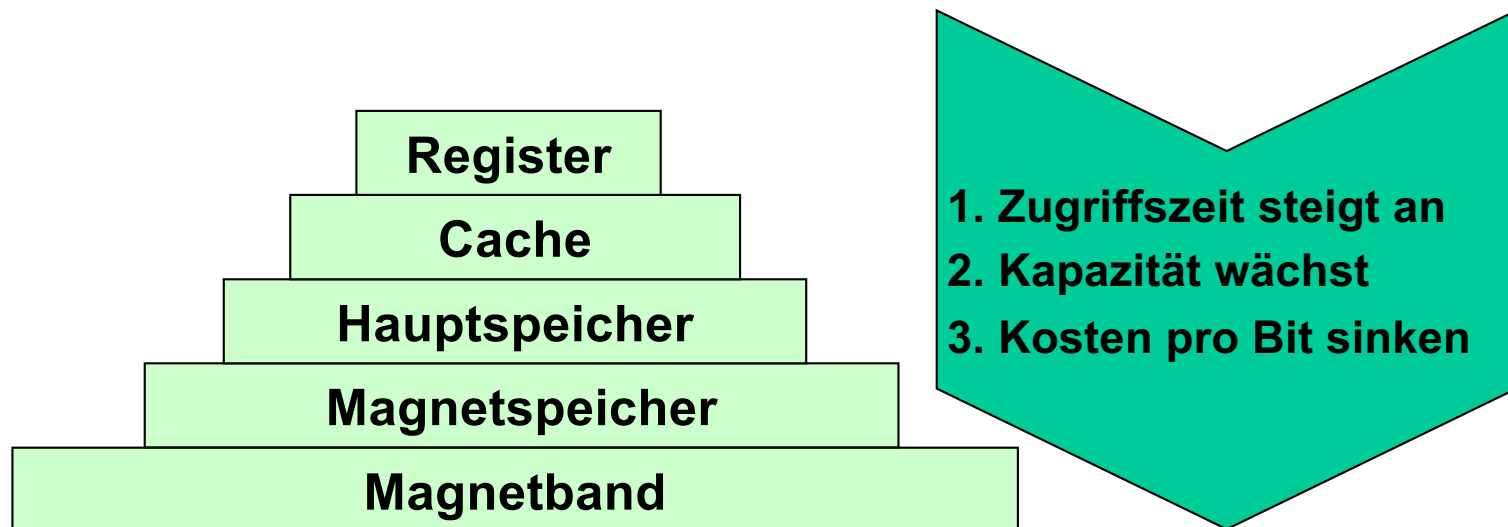 Register
Cache
Hauptspeicher
Magnetspeicher
Magnetband
1. Zugriffszeit steigt an
2. Kapazität wächst
3. Kosten pro Bit sinken